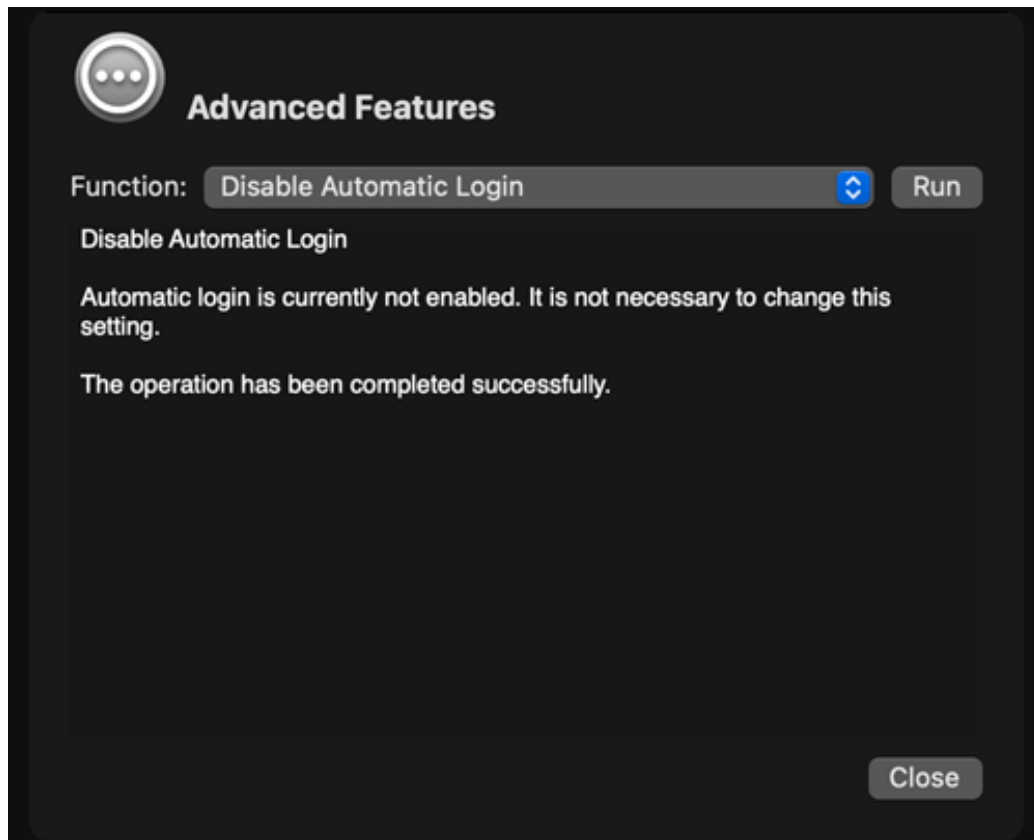 Advanced Features
Function: Disable Automatic Login Run
Disable Automatic Login
Automatic login is currently not enabled. It is not necessary to change this
setting.
The operation has been completed successfully.
Close